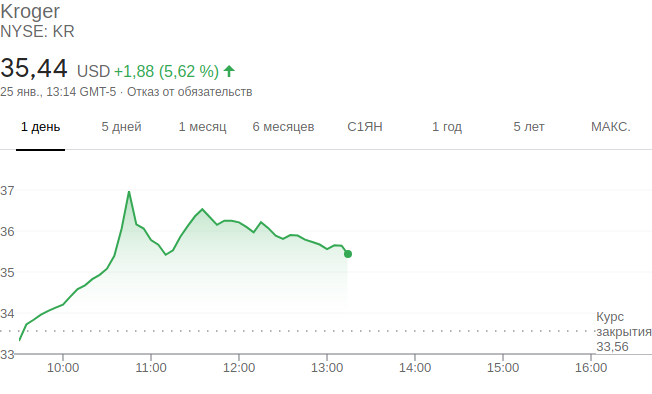 Kroger
NYSE: KR
35,44 USD +1,88 (5,62 %)
25 янв., 13:14 GMT-5 · Отказ от обязательств
1 день 5 дней 1 месяц 6 месяцев С1ЯН 1 год 5 лет МАКС.
37
36
35
34
Курс
закрытия
33,56
33
10:00 11:00 12:00 13:00 14:00 15:00 16:00